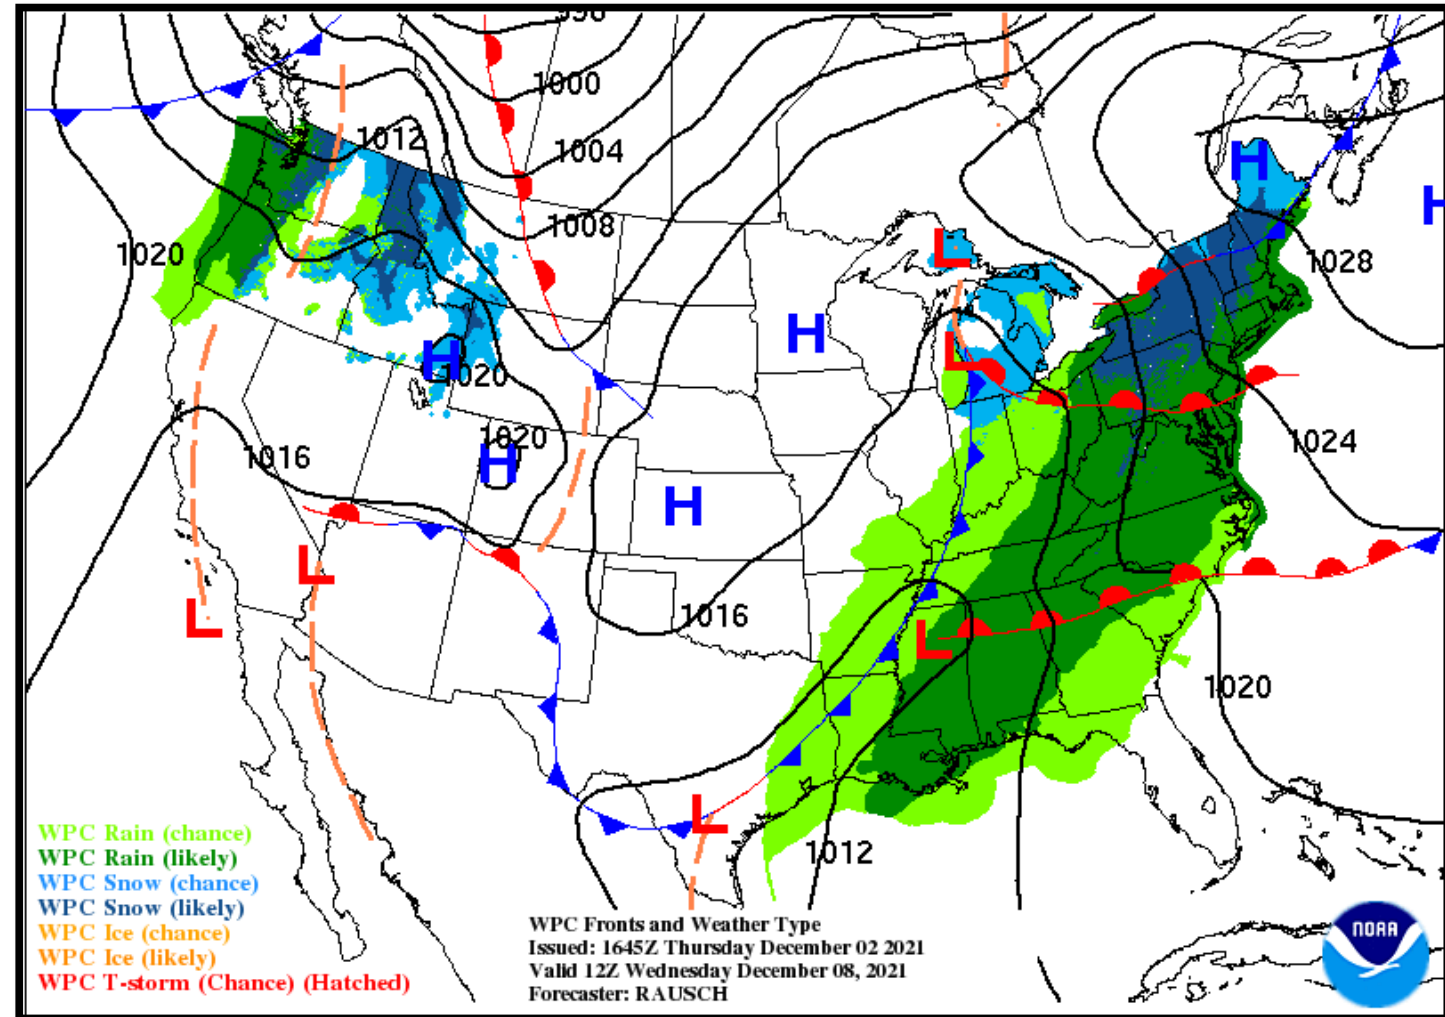 996
1000
1012
1004
1008
1020
H
H
1028
L
H
L
H
1020
1020
H
1016
1024
H
L
1016
L
L
1020
L
1012
WPC Rain (chance)
WPC Rain (likely)
WPC Snow (chance)
WPC Snow (likely)
WPC Ice (chance)
WPC Ice (likely)
WPC T-storm (Chance) (Hatched)
WPC Fronts and Weather Type
Issued: 1645Z Thursday December 02 2021
Valid 12Z Wednesday December 08, 2021
Forecaster: RAUSCH
NOAA